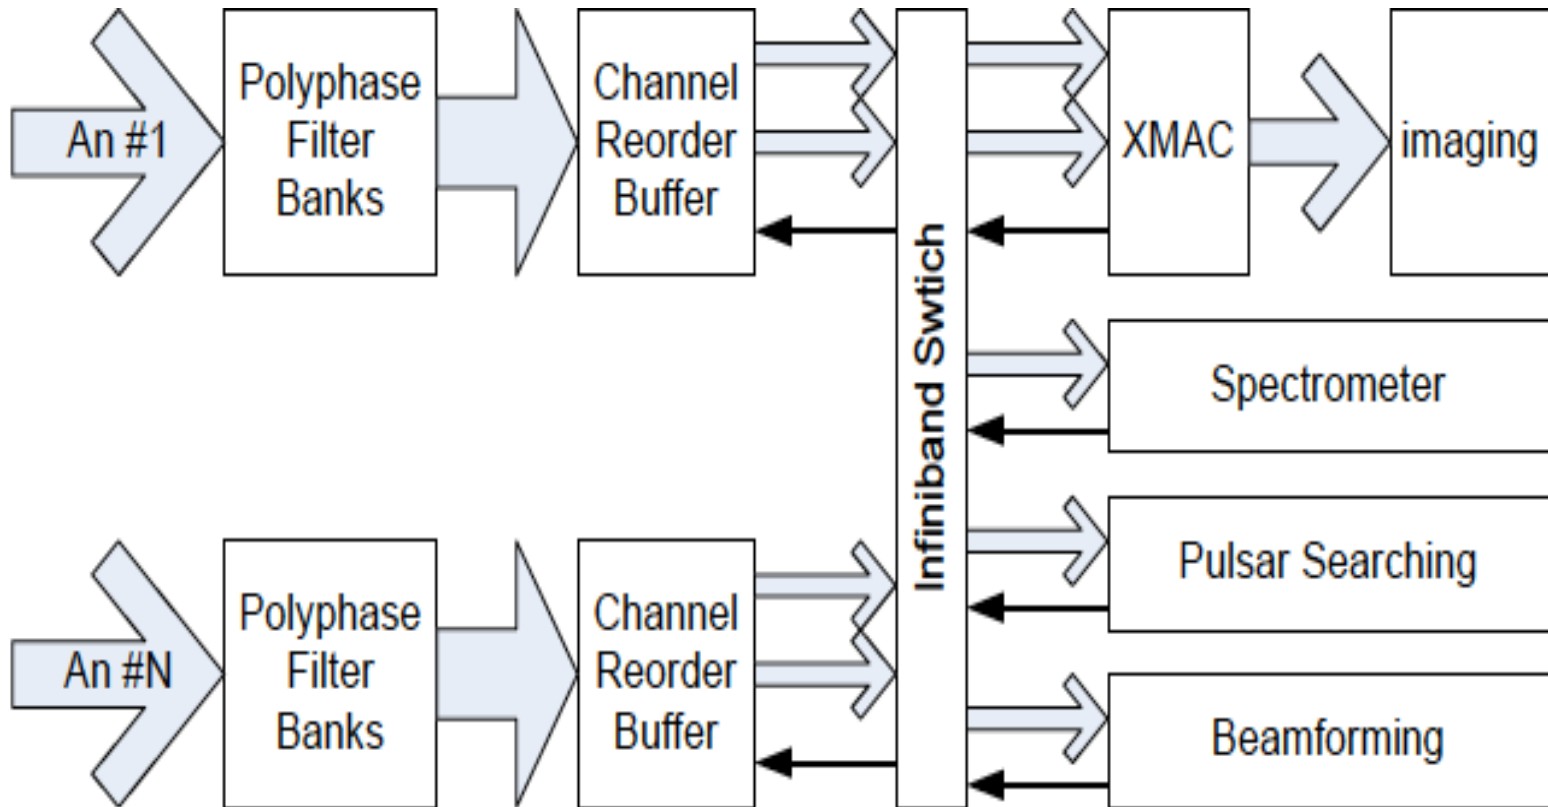 An #1
Polyphase
Filter
Banks
Channel
Reorder
Buffer
Infiniband Swtich
XMAC
imaging
Spectrometer
Pulsar Searching
Beamforming
An #N
Polyphase
Filter
Banks
Channel
Reorder
Buffer